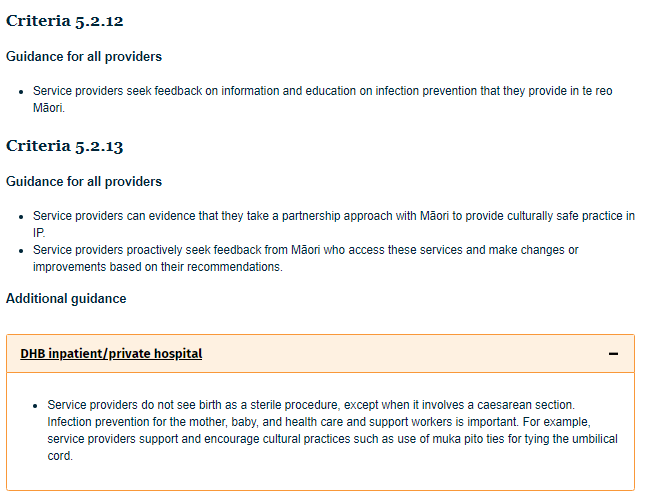 Criteria 5.2.12
Guidance for all providers
• Service providers seek feedback on information and education on infection prevention that they provide in te reo
Māori.
Criteria 5.2.13
Guidance for all providers
• Service providers can evidence that they take a partnership approach with Māori to provide culturally safe practice in
IP.
• Service providers proactively seek feedback from Māori who access these services and make changes or
improvements based on their recommendations.
Additional guidance
DHB inpatient/private hospital
• Service providers do not see birth as a sterile procedure, except when it involves a caesarean section.
Infection prevention for the mother, baby, and health care and support workers is important. For example,
service providers support and encourage cultural practices such as use of muka pito ties for tying the umbilical
cord.